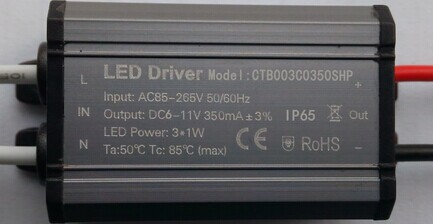 LED Driver Model:CTB003C0350SHP
L
+
Input: AC85-265V 50/60Hz
IN
Output: DC6-11V 350mA±3% IP65 Out
LED Power: 3*1W
N
CE RoHS
-
Ta:50°C Tc: 85°C (max)